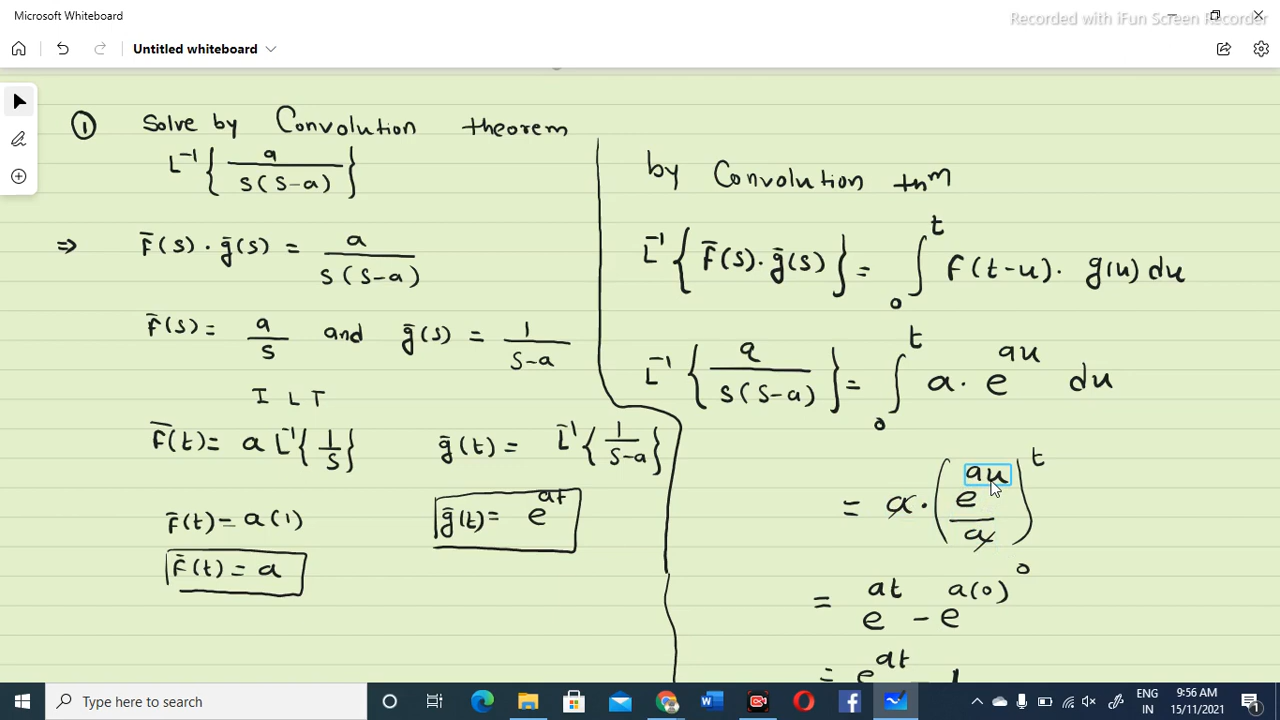 Microsoft Whiteboard
Recorded with iFun Screen Recorder
Untitled whiteboard
① Solve by Convolution theorem
L⁻¹{ a / s(s-a) }
⇒ F̄(s) · ḡ(s) = a / s(s-a)
F̄(s) = a/s and ḡ(s) = 1/(s-a)
I L T
F̄(t) = a L⁻¹{ 1/s } ḡ(t) = L⁻¹{ 1/(s-a) }
F̄(t) = a(1) ḡ(t) = e^{at}
F̄(t) = a
by Convolution thm
L⁻¹{ F̄(s) · ḡ(s) } = ∫₀ᵗ F(t-u) · g(u) du
L⁻¹{ a / s(s-a) } = ∫₀ᵗ a · e^{au} du
= a · ( e^{au} / a )₀ᵗ
= e^{at} - e^{a(0)}
= e^{at} - 1
Type here to search
ENG
IN
9:56 AM
15/11/2021